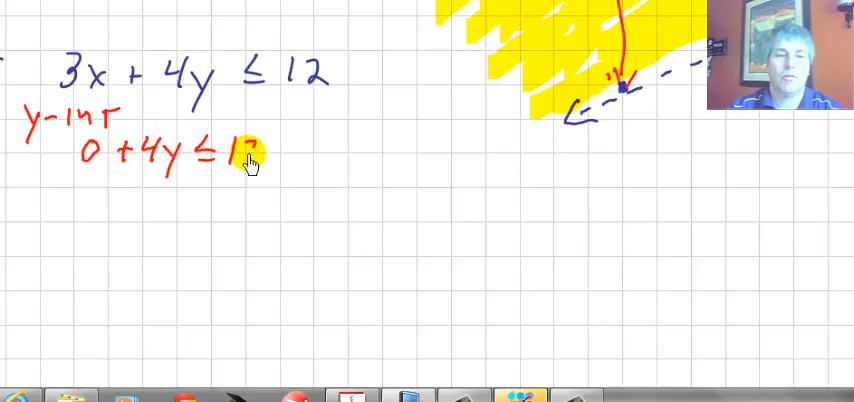 3x + 4y ≤ 12
y-int
0 + 4y ≤ 12